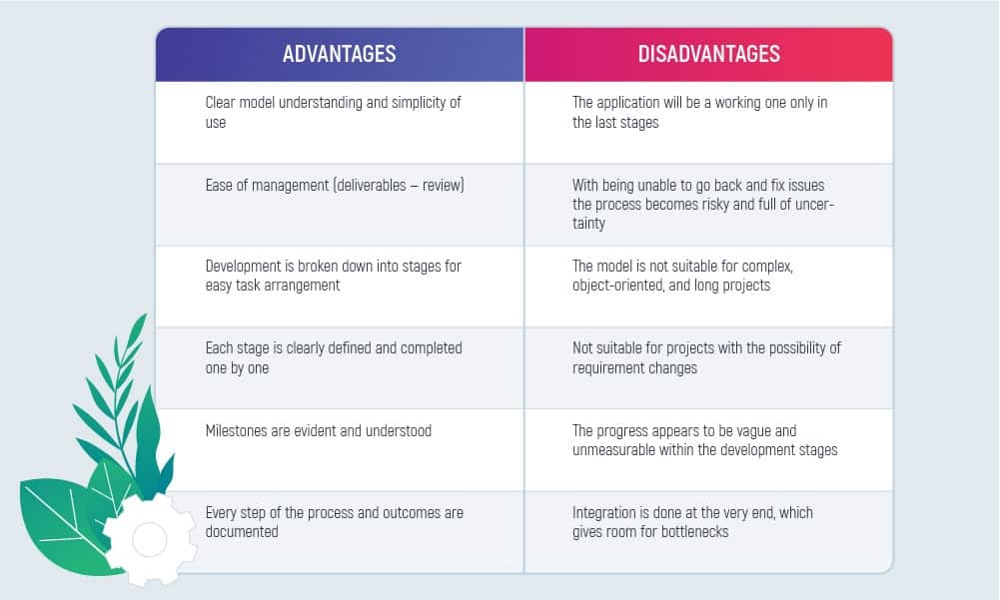 ADVANTAGES
DISADVANTAGES
Clear model understanding and simplicity of
use
The application will be a working one only in
the last stages
Ease of management (deliverables – review)
With being unable to go back and fix issues
the process becomes risky and full of uncer-
tainty
Development is broken down into stages for
easy task arrangement
The model is not suitable for complex,
object-oriented, and long projects
Each stage is clearly defined and completed
one by one
Not suitable for projects with the possibility of
requirement changes
Milestones are evident and understood
The progress appears to be vague and
unmeasurable within the development stages
Every step of the process and outcomes are
documented
Integration is done at the very end, which
gives room for bottlenecks